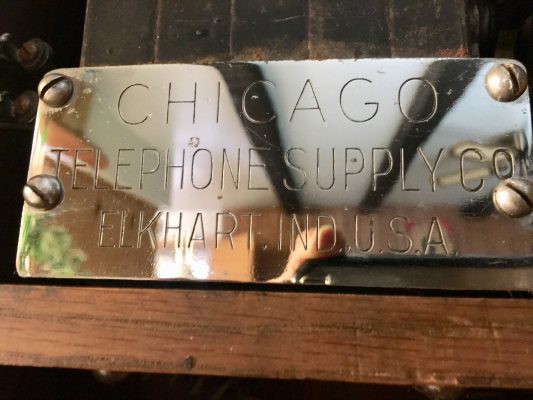 CHICAGO
TELEPHONE SUPPLY CO
ELKHART. IND., U.S.A.